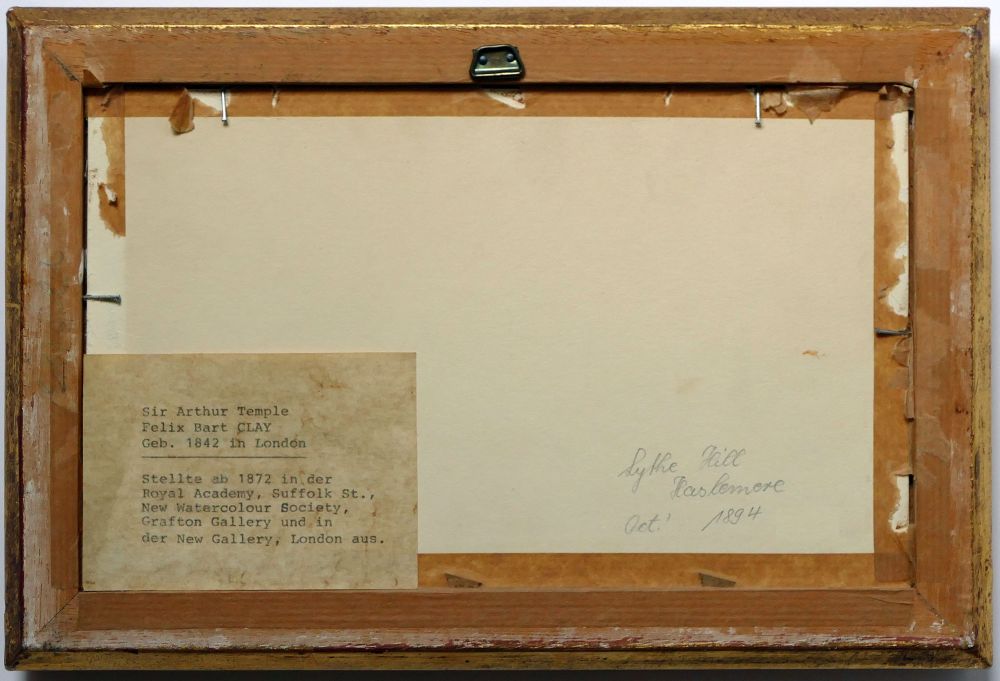 Sir Arthur Temple
Felix Bart CLAY
Geb. 1842 in London
Stellte ab 1872 in der
Royal Academy, Suffolk St.,
New Watercolour Society,
Grafton Gallery und in
der New Gallery, London aus.
Lythe Hill
Haslemere
Oct.' 1894